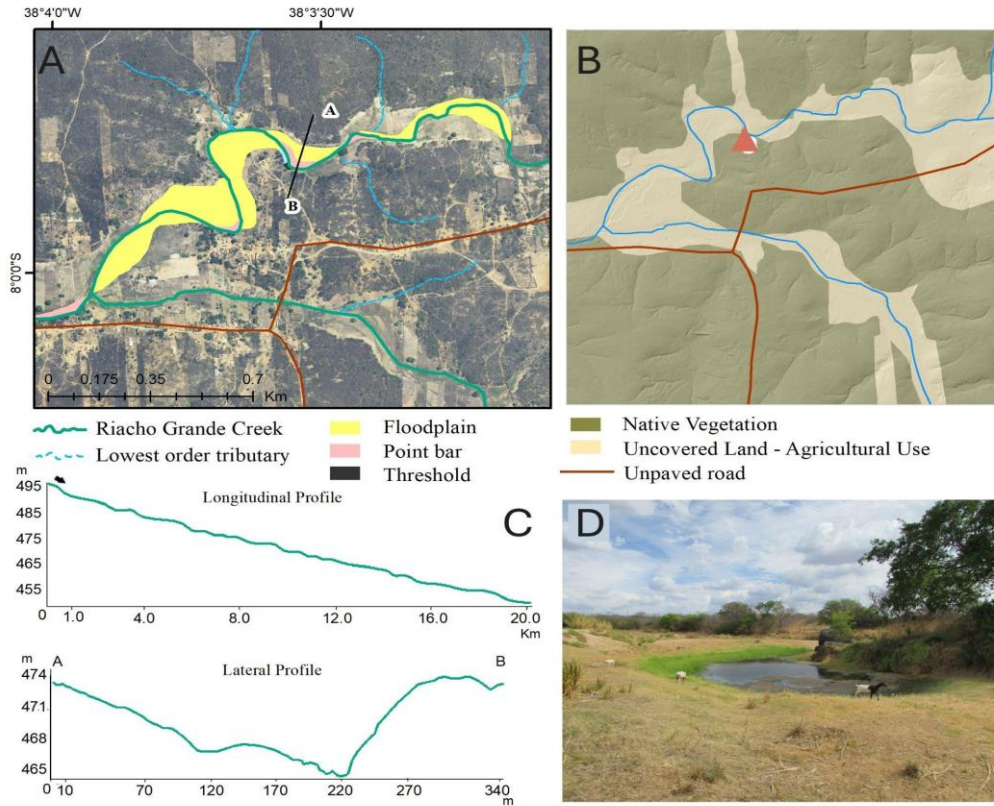 38°4'0"W 38°3'30"W
A
A
B
8°0'0"S
0 0.175 0.35 0.7
Km
B
Riacho Grande Creek
Lowest order tributary
Floodplain
Point bar
Threshold
Native Vegetation
Uncovered Land - Agricultural Use
Unpaved road
m
495
485
475
465
455
Longitudinal Profile
C
0 1.0 4.0 8.0 12.0 16.0 20.0
Km
m
A
B
Lateral Profile
474
471
468
465
0 10 70 120 170 220 270 340
m
D